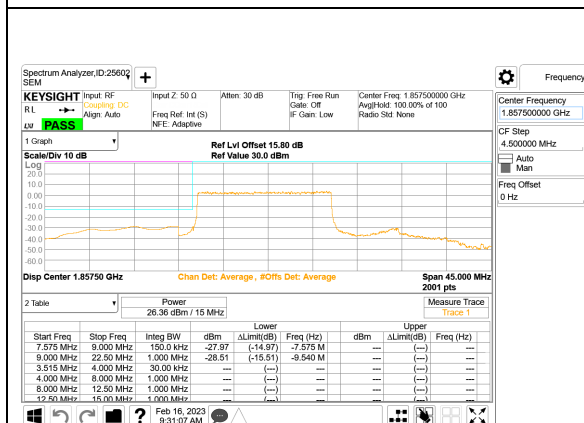 Spectrum Analyzer,ID:25602
SEM
+
Frequency
KEYSIGHT Input: RF Input Z: 50 Ω Atten: 30 dB Trig: Free Run Center Freq: 1.857500000 GHz
RL Coupling: DC Gate: Off Avg|Hold: 100.00% of 100
Align: Auto Freq Ref: Int (S) IF Gain: Low Radio Std: None
PASS NFE: Adaptive
Center Frequency
1.857500000 GHz
CF Step
4.500000 MHz
Auto
Man
Freq Offset
0 Hz
1 Graph Ref Lvl Offset 15.80 dB
Scale/Div 10 dB Ref Value 30.0 dBm
Log
20.0
10.0
0.00
-10.0
-20.0
-30.0
-40.0
-50.0
-60.0
Disp Center 1.85750 GHz Chan Det: Average, #Offs Det: Average Span 45.000 MHz
2001 pts
2 Table Power Measure Trace
26.36 dBm / 15 MHz Trace 1
Lower Upper
Start Freq Stop Freq Integ BW dBm ΔLimit(dB) Freq (Hz) dBm ΔLimit(dB) Freq (Hz)
7.575 MHz 9.000 MHz 150.0 kHz -27.97 (-14.97) -7.575 M --- (---) ---
9.000 MHz 22.50 MHz 1.000 MHz -28.51 (-15.51) -9.540 M --- (---) ---
3.515 MHz 4.000 MHz 30.00 kHz --- (---) --- --- (---) ---
4.000 MHz 8.000 MHz 1.000 MHz --- (---) --- --- (---) ---
8.000 MHz 12.50 MHz 1.000 MHz --- (---) --- --- (---) ---
12.50 MHz 15.00 MHz 1.000 MHz --- (---) --- --- (---) ---
? Feb 16, 2023
9:31:07 AM